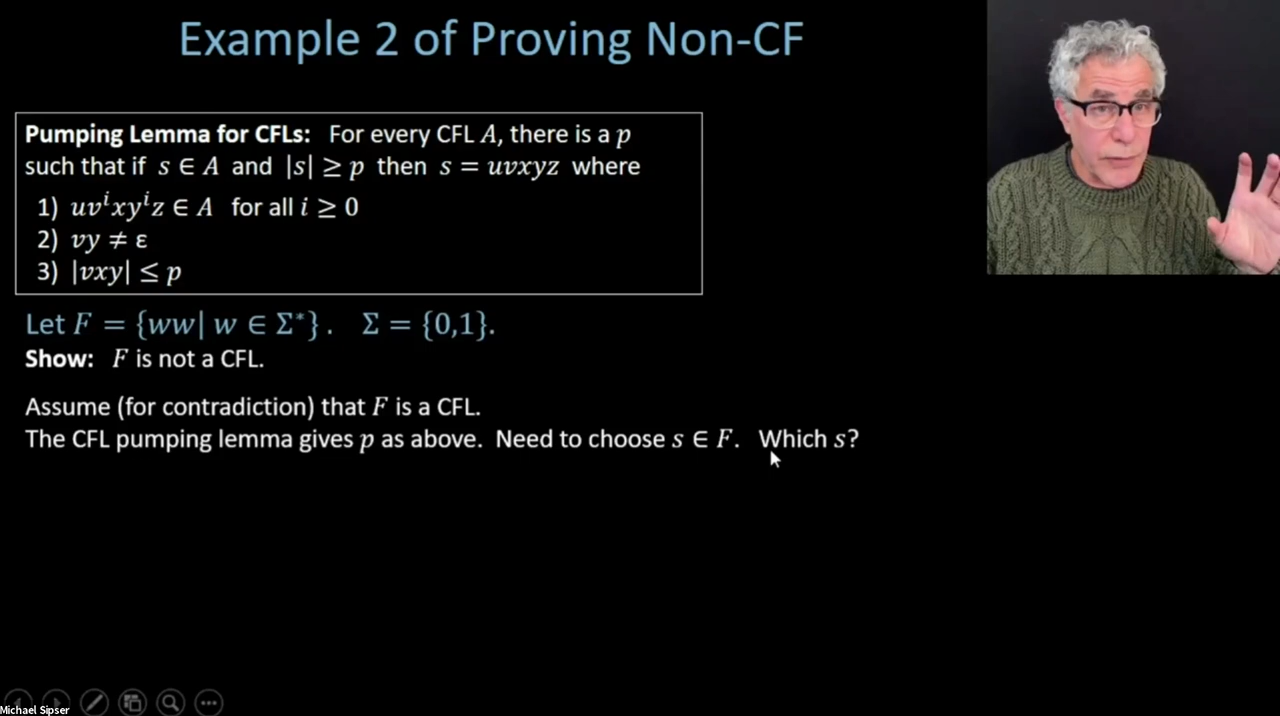 Example 2 of Proving Non-CF
Pumping Lemma for CFLs: For every CFL A, there is a p
such that if s ∈ A and |s| ≥ p then s = uvxyz where
1) uvⁱxyⁱz ∈ A for all i ≥ 0
2) vy ≠ ε
3) |vxy| ≤ p
Let F = {ww| w ∈ Σ*}. Σ = {0,1}.
Show: F is not a CFL.
Assume (for contradiction) that F is a CFL.
The CFL pumping lemma gives p as above. Need to choose s ∈ F. Which s?
Michael Sipser